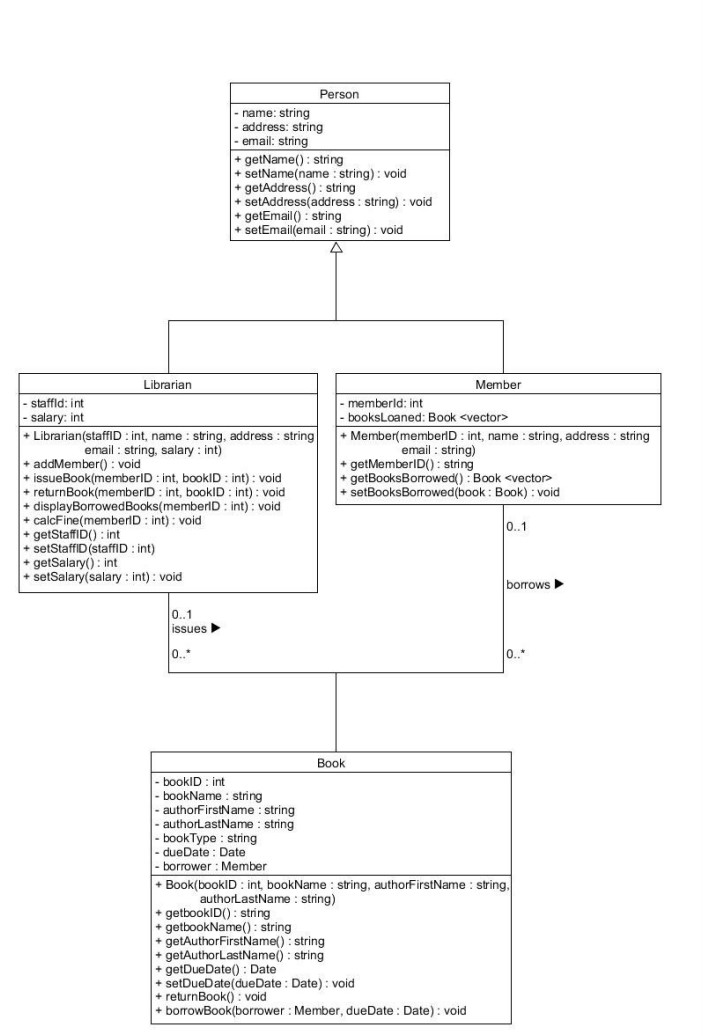 Person
- name: string
- address: string
- email: string
+ getName() : string
+ setName(name : string) : void
+ getAddress() : string
+ setAddress(address : string) : void
+ getEmail() : string
+ setEmail(email : string) : void
Librarian
- staffId: int
- salary: int
+ Librarian(staffID : int, name : string, address : string
email : string, salary : int)
+ addMember() : void
+ issueBook(memberID : int, bookID : int) : void
+ returnBook(memberID : int, bookID : int) : void
+ displayBorrowedBooks(memberID : int) : void
+ calcFine(memberID : int) : void
+ getStaffID() : int
+ setStaffID(staffID : int)
+ getSalary() : int
+ setSalary(salary : int) : void
Member
- memberId: int
- booksLoaned: Book <vector>
+ Member(memberID : int, name : string, address : string
email : string)
+ getMemberID() : string
+ getBooksBorrowed() : Book <vector>
+ setBooksBorrowed(book : Book) : void
0..1
issues ▶
0..*
0..1
borrows ▶
0..*
Book
- bookID : int
- bookName : string
- authorFirstName : string
- authorLastName : string
- bookType : string
- dueDate : Date
- borrower : Member
+ Book(bookID : int, bookName : string, authorFirstName : string,
authorLastName : string)
+ getbookID() : string
+ getbookName() : string
+ getAuthorFirstName() : string
+ getAuthorLastName() : string
+ getDueDate() : Date
+ setDueDate(dueDate : Date) : void
+ returnBook() : void
+ borrowBook(borrower : Member, dueDate : Date) : void